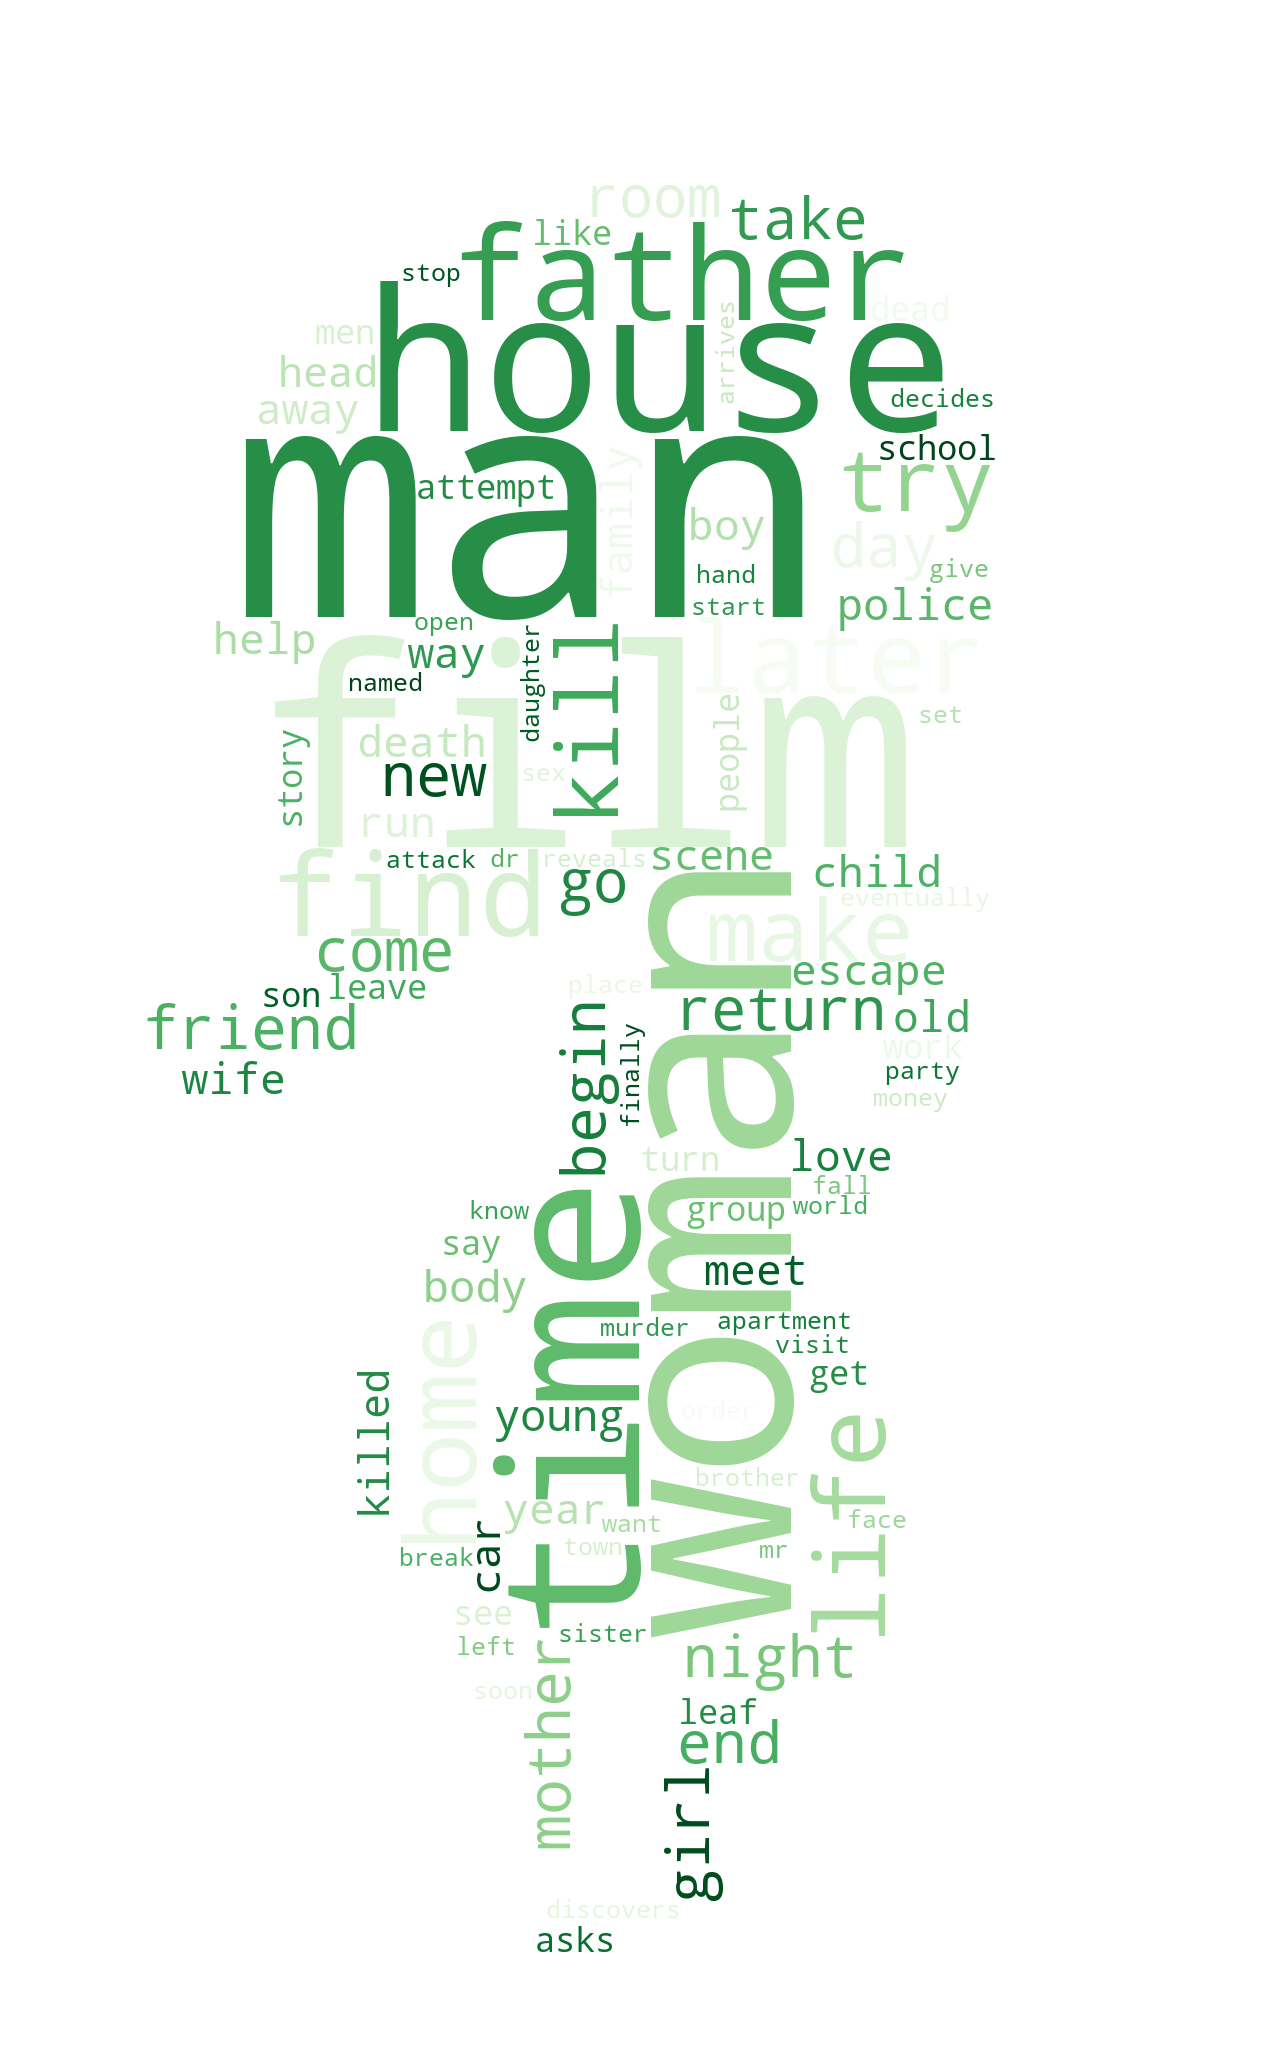 room
take
like
father
stop
house
arrives
dead
men
head
away
decides
man
school
try
attempt
family
boy
day
hand
give
start
police
open
help
way
later
named
daughter
kill
film
people
set
story
death
new
sex
run
attack
dr
reveals
scene
find
go
child
eventually
make
come
escape
place
son
leave
return
old
friend
begin
finally
work
wife
party
money
woman
turn
love
fall
know
time
group
world
say
body
meet
home
murder
apartment
visit
get
killed
young
order
life
brother
year
want
face
car
break
town
mr
see
left
sister
mother
night
soon
leaf
end
girl
discovers
asks